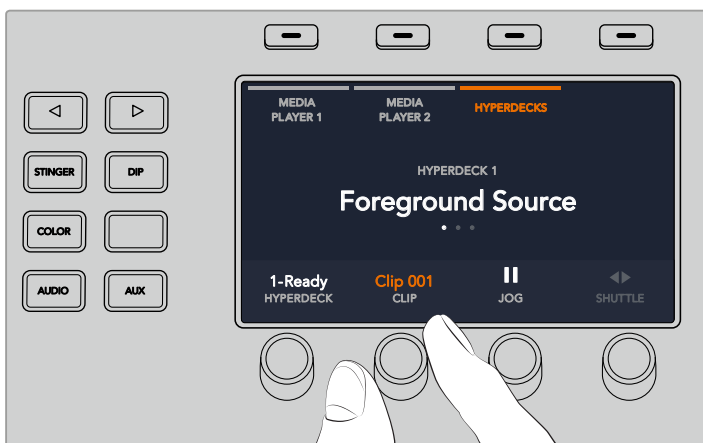 MEDIA
PLAYER 1
MEDIA
PLAYER 2
HYPERDECKS
HYPERDECK 1
Foreground Source
1-Ready
HYPERDECK
Clip 001
CLIP
JOG
SHUTTLE
STINGER
DIP
COLOR
AUDIO
AUX